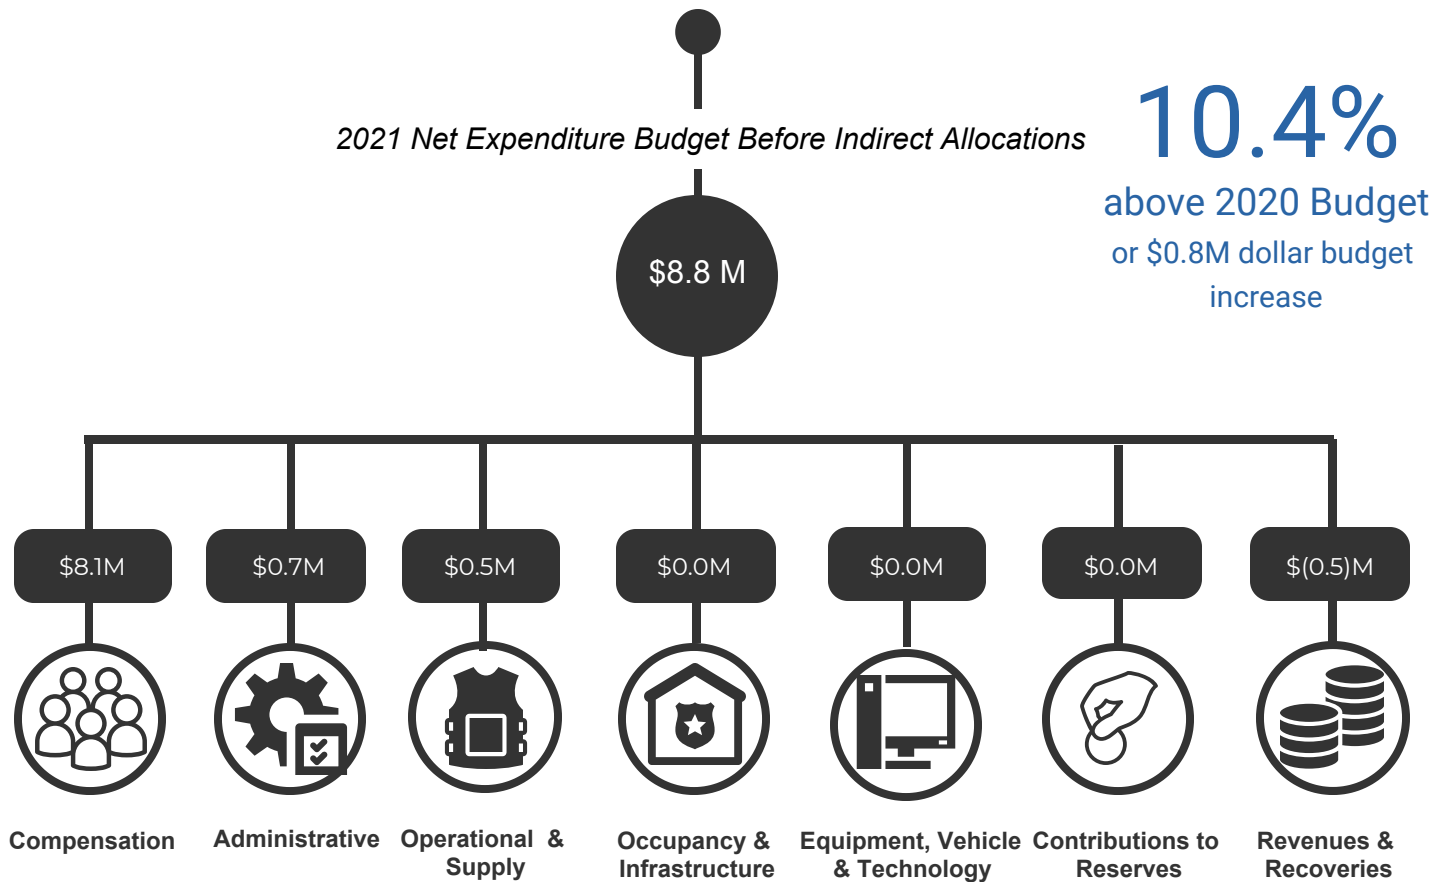 2021 Net Expenditure Budget Before Indirect Allocations
10.4%
above 2020 Budget
or $0.8M dollar budget
increase
$8.8 M
$8.1M
$0.7M
$0.5M
$0.0M
$0.0M
$0.0M
$(0.5)M
Compensation
Administrative
Operational &
Supply
Occupancy &
Infrastructure
Equipment, Vehicle
& Technology
Contributions to
Reserves
Revenues &
Recoveries